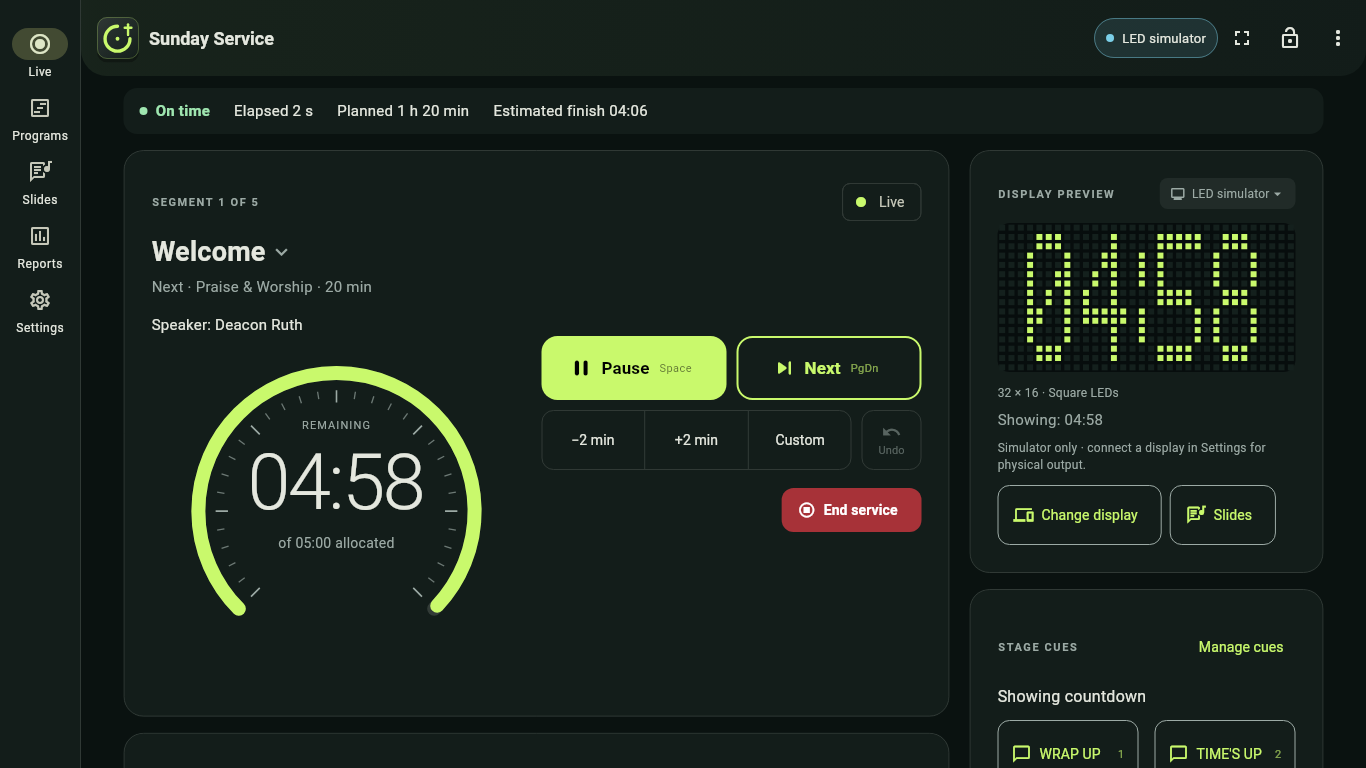 Sunday Service
LED simulator
Live
Programs
Slides
Reports
Settings
On time Elapsed 2 s Planned 1 h 20 min Estimated finish 04:06
SEGMENT 1 OF 5
Live
Welcome
Next · Praise & Worship · 20 min
Speaker: Deacon Ruth
REMAINING
04:58
of 05:00 allocated
Pause Space
Next PgDn
−2 min
+2 min
Custom
Undo
End service
DISPLAY PREVIEW
LED simulator
04:58
32 × 16 · Square LEDs
Showing: 04:58
Simulator only · connect a display in Settings for
physical output.
Change display
Slides
STAGE CUES
Manage cues
Showing countdown
WRAP UP 1
TIME'S UP 2